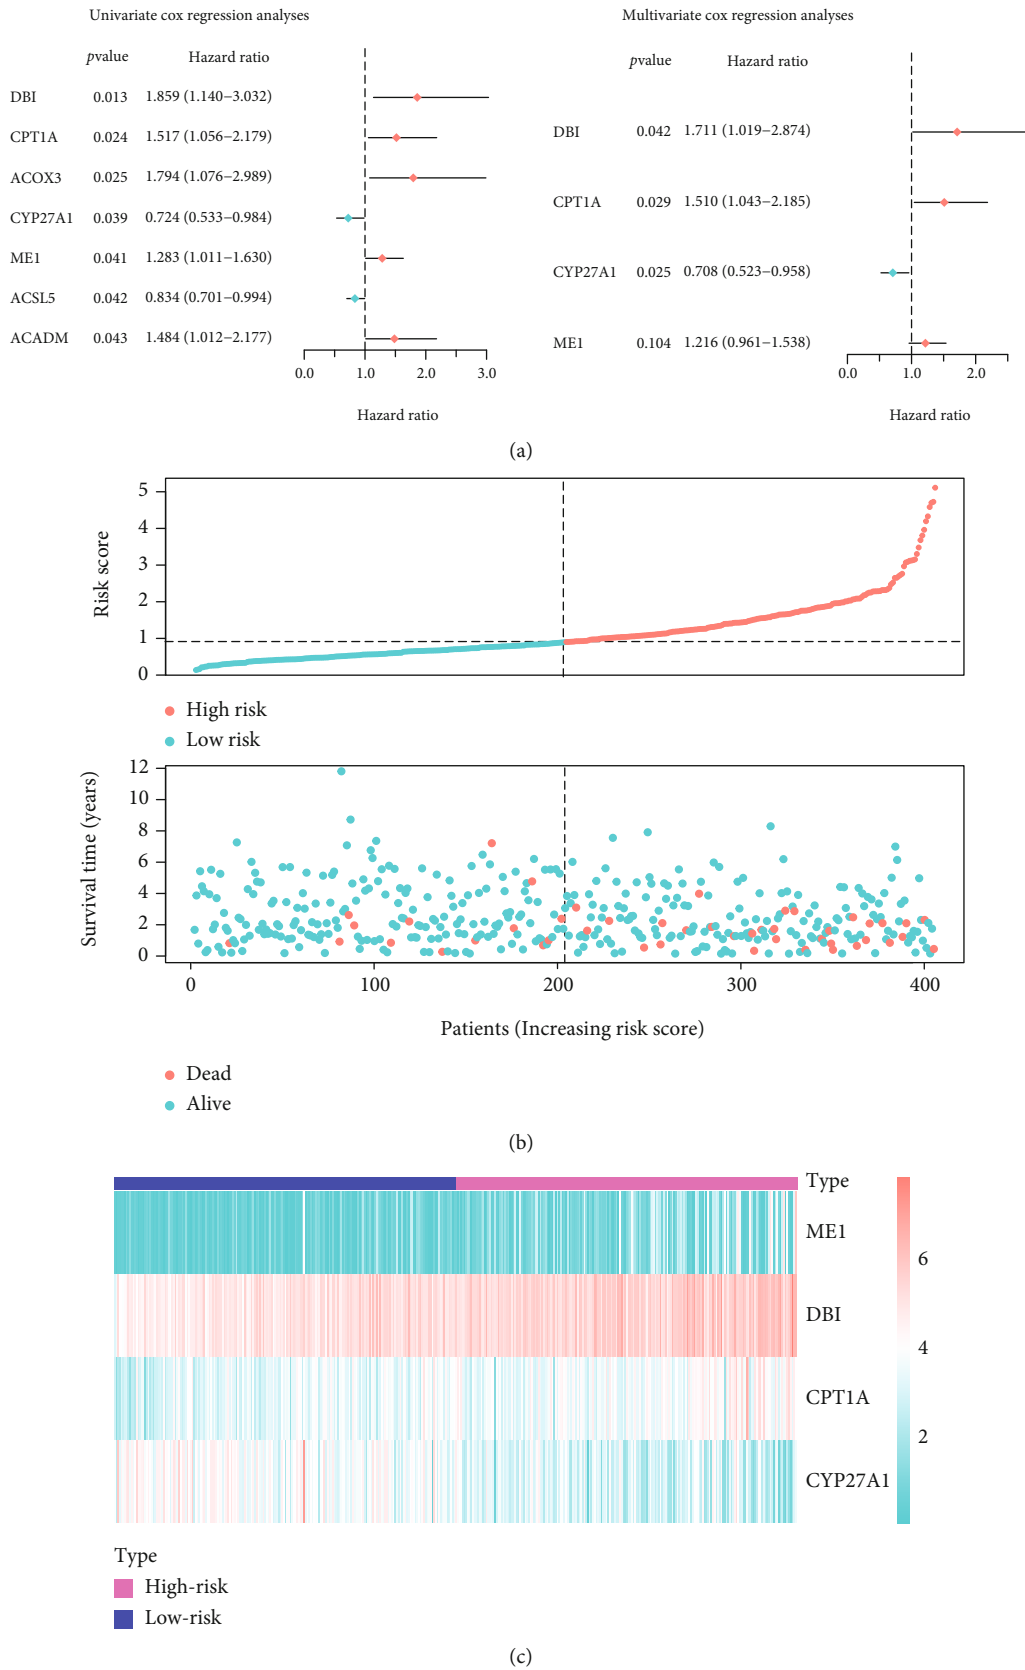 Univariate cox regression analyses
pvalue Hazard ratio
DBI 0.013 1.859 (1.140−3.032)
CPT1A 0.024 1.517 (1.056−2.179)
ACOX3 0.025 1.794 (1.076−2.989)
CYP27A1 0.039 0.724 (0.533−0.984)
ME1 0.041 1.283 (1.011−1.630)
ACSL5 0.042 0.834 (0.701−0.994)
ACADM 0.043 1.484 (1.012−2.177)
0.0 1.0 2.0 3.0
Hazard ratio
Multivariate cox regression analyses
pvalue Hazard ratio
DBI 0.042 1.711 (1.019−2.874)
CPT1A 0.029 1.510 (1.043−2.185)
CYP27A1 0.025 0.708 (0.523−0.958)
ME1 0.104 1.216 (0.961−1.538)
0.0 1.0 2.0
Hazard ratio
(a)
Risk score
5
4
3
2
1
0
High risk
Low risk
Survival time (years)
12
10
8
6
4
2
0
0 100 200 300 400
Patients (Increasing risk score)
Dead
Alive
(b)
Type
ME1
DBI
CPT1A
CYP27A1
6
4
2
Type
High-risk
Low-risk
(c)